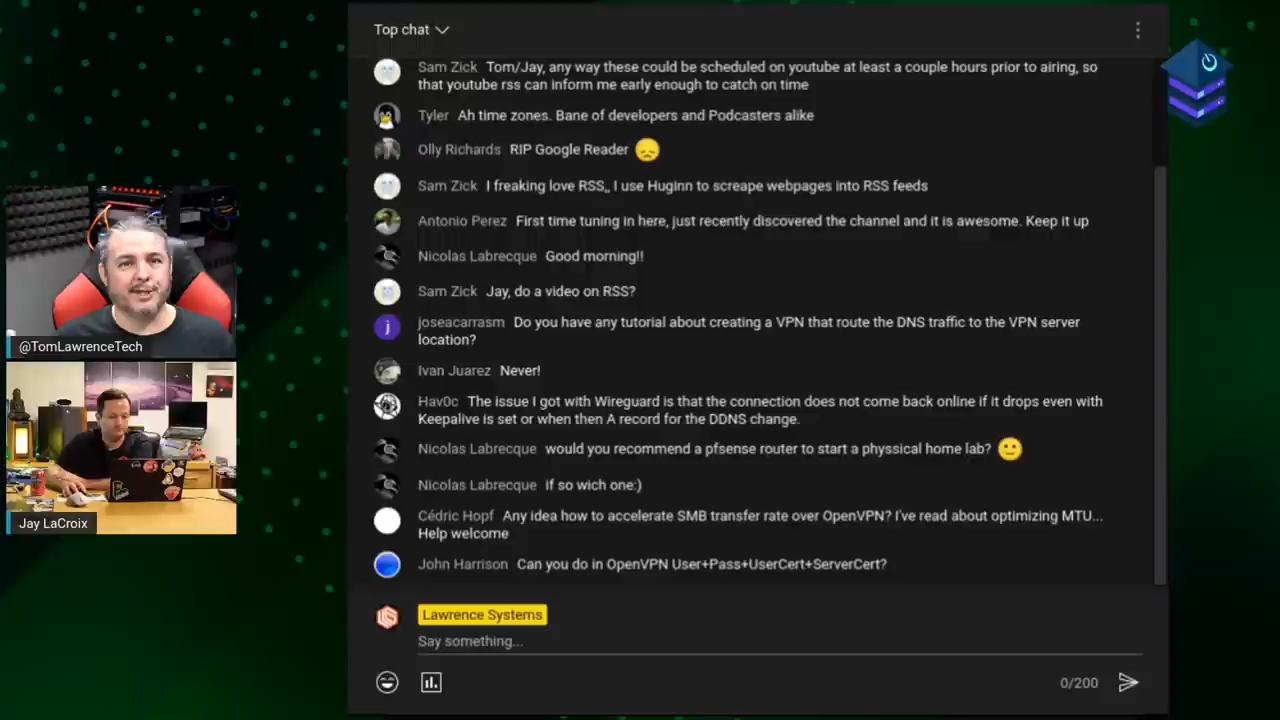 Top chat
Sam Zick Tom/Jay, any way these could be scheduled on youtube at least a couple hours prior to airing, so
that youtube rss can inform me early enough to catch on time
Tyler Ah time zones. Bane of developers and Podcasters alike
Olly Richards RIP Google Reader
Sam Zick I freaking love RSS,, I use Huginn to screape webpages into RSS feeds
Antonio Perez First time tuning in here, just recently discovered the channel and it is awesome. Keep it up
Nicolas Labrecque Good morning!!
Sam Zick Jay, do a video on RSS?
j joseacarrasm Do you have any tutorial about creating a VPN that route the DNS traffic to the VPN server
location?
Ivan Juarez Never!
Hav0c The issue I got with Wireguard is that the connection does not come back online if it drops even with
Keepalive is set or when then A record for the DDNS change.
Nicolas Labrecque would you recommend a pfsense router to start a physsical home lab?
Nicolas Labrecque if so wich one:)
Cédric Hopf Any idea how to accelerate SMB transfer rate over OpenVPN? I've read about optimizing MTU...
Help welcome
John Harrison Can you do in OpenVPN User+Pass+UserCert+ServerCert?
Lawrence Systems
Say something...
0/200
@TomLawrenceTech
Jay LaCroix